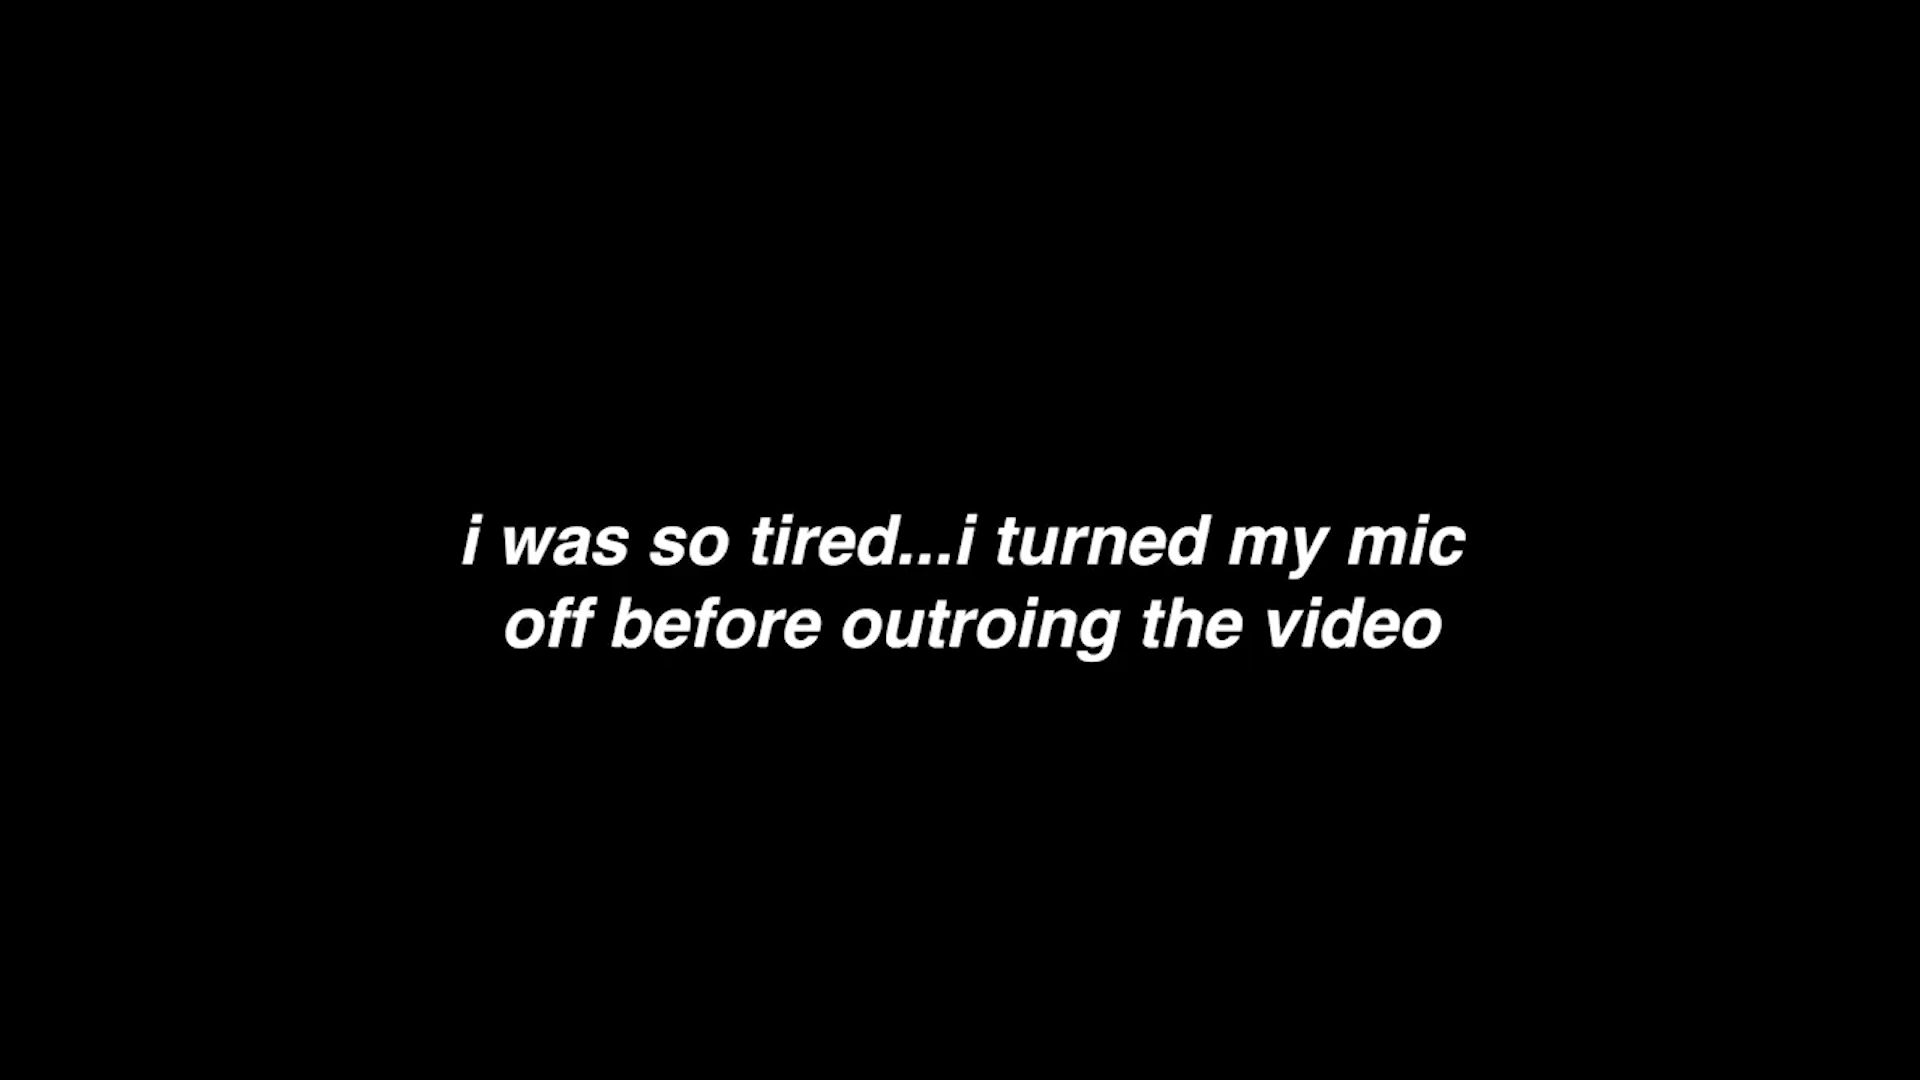 i was so tired...i turned my mic
off before outroing the video